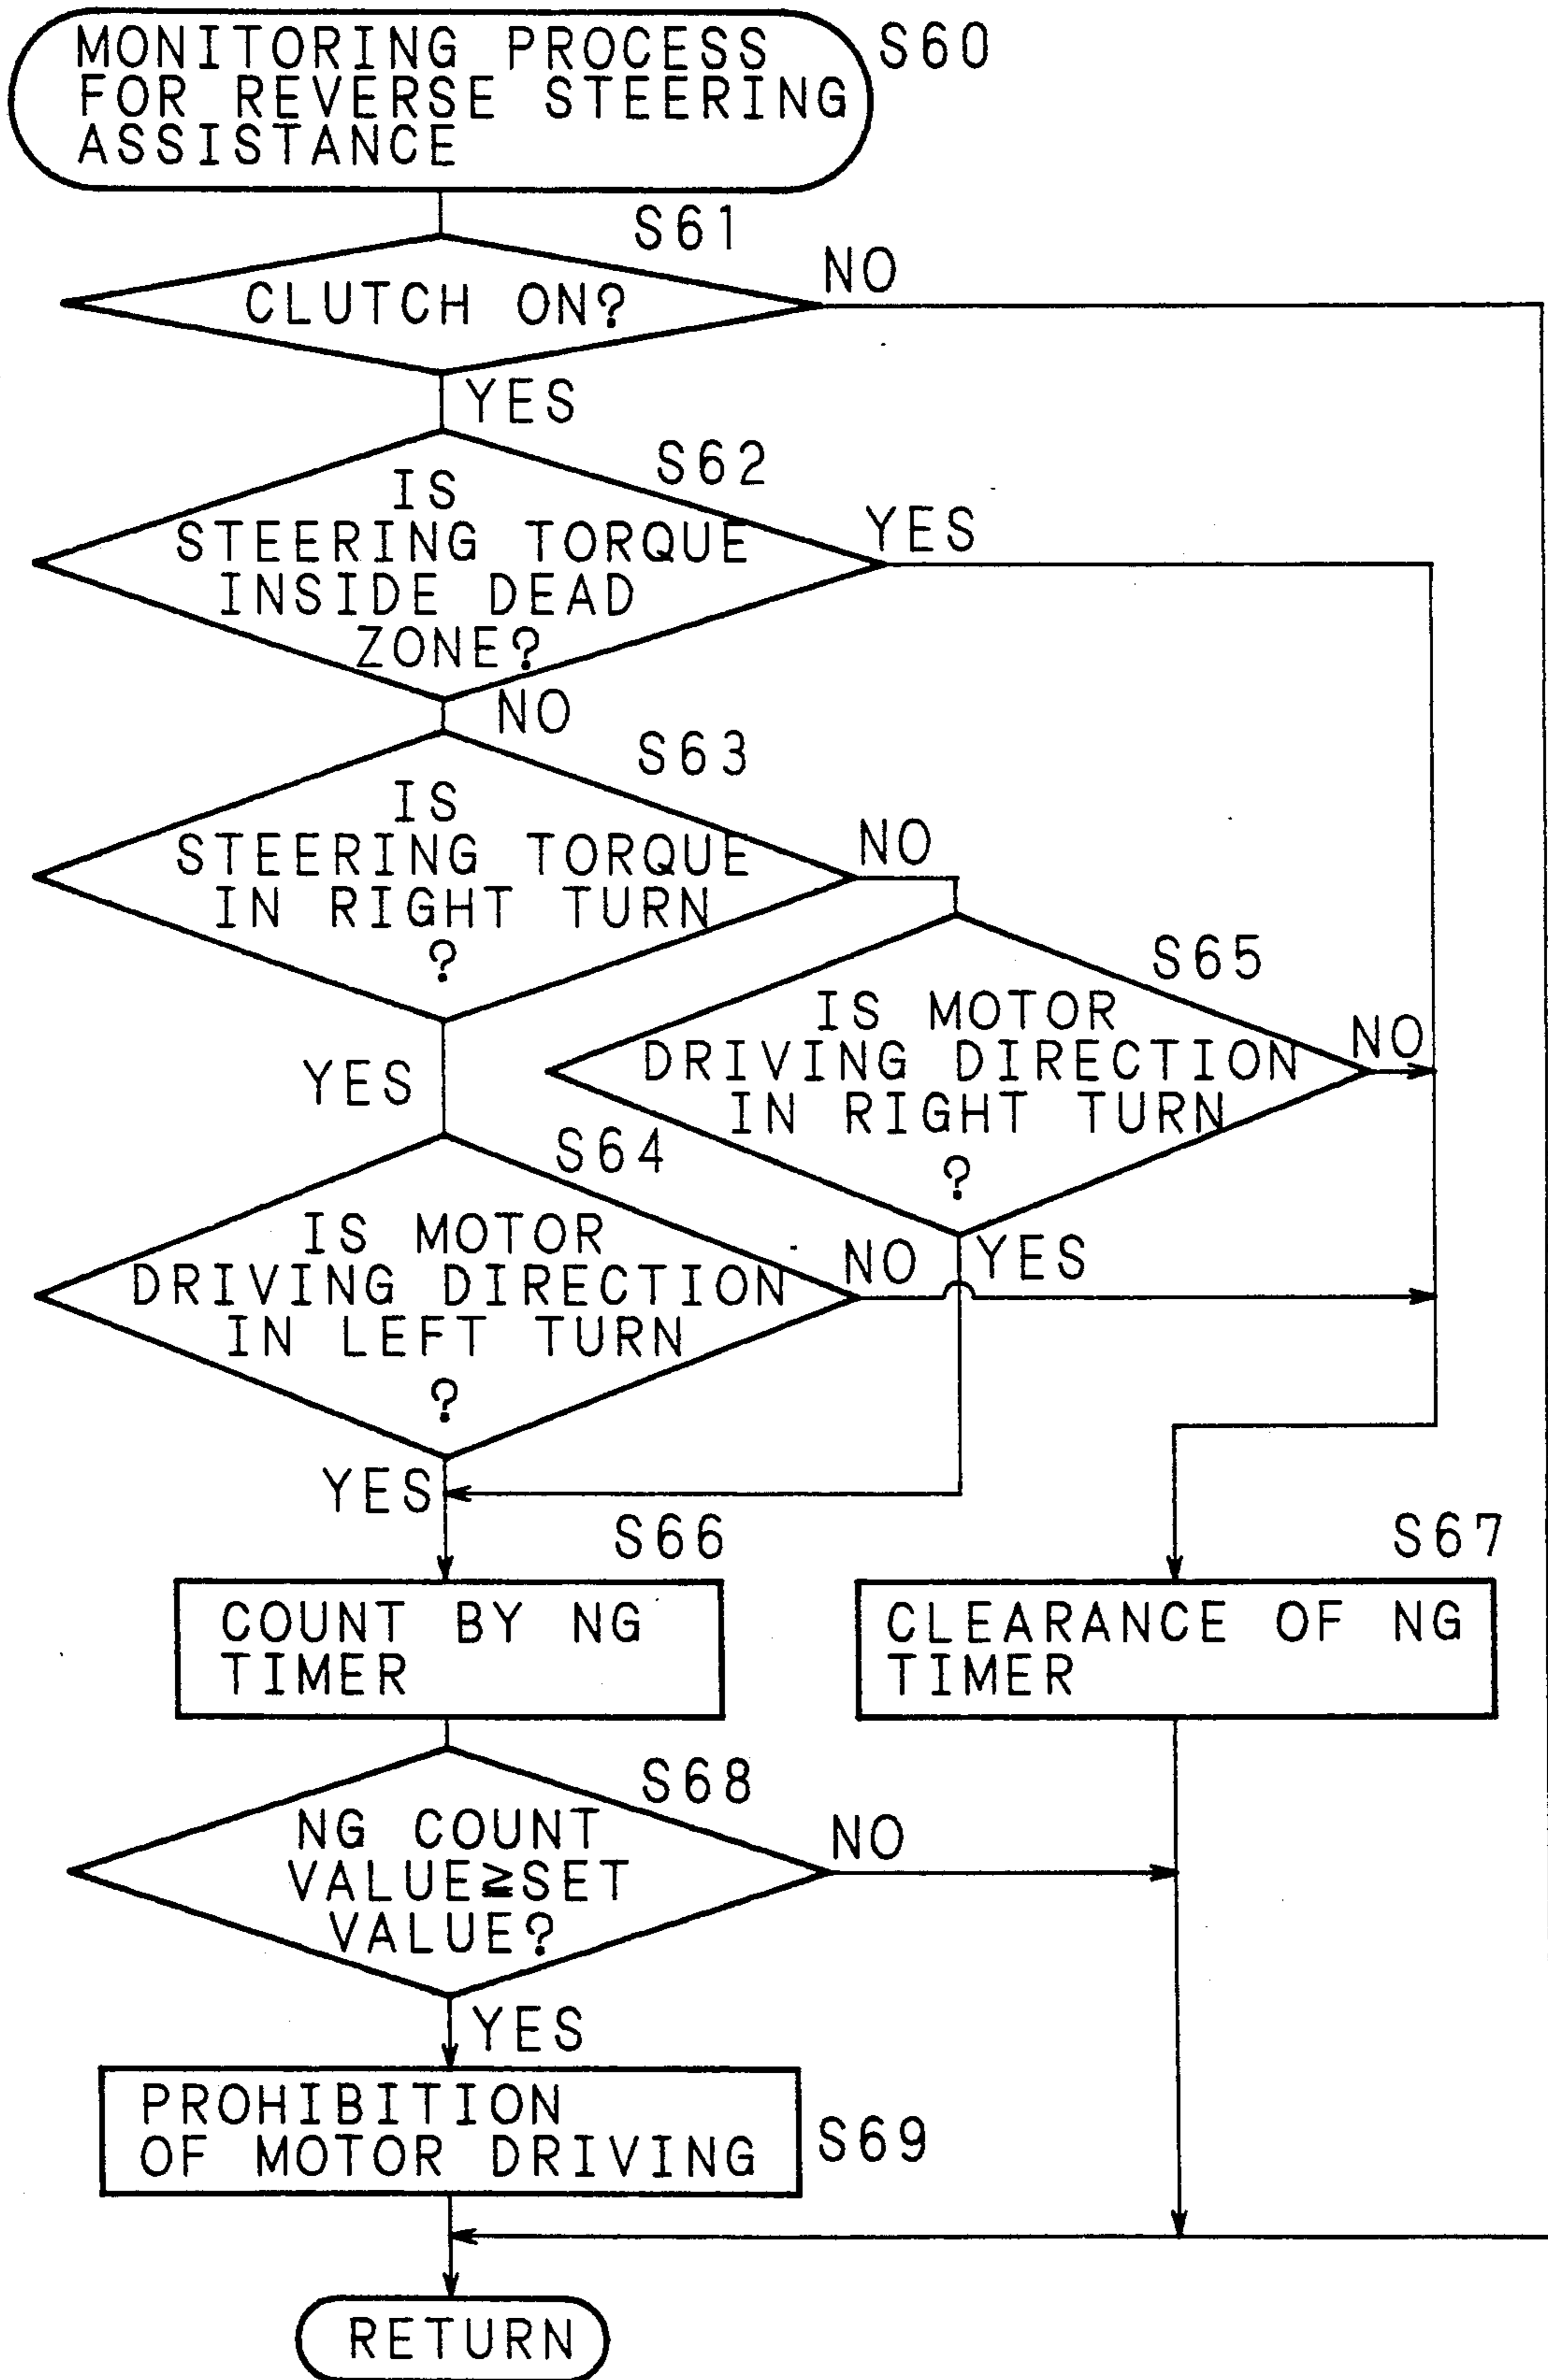 MONITORING PROCESS
FOR REVERSE STEERING
ASSISTANCE
S60
S61
CLUTCH ON?
NO
YES
S62
IS
STEERING TORQUE
INSIDE DEAD
ZONE?
YES
NO
S63
IS
STEERING TORQUE
IN RIGHT TURN
?
NO
YES
S65
IS MOTOR
DRIVING DIRECTION
IN RIGHT TURN
?
NO
YES
S64
IS MOTOR
DRIVING DIRECTION
IN LEFT TURN
?
NO
YES
S66
COUNT BY NG
TIMER
S67
CLEARANCE OF NG
TIMER
S68
NG COUNT
VALUE≧SET
VALUE?
NO
YES
PROHIBITION
OF MOTOR DRIVING
S69
RETURN